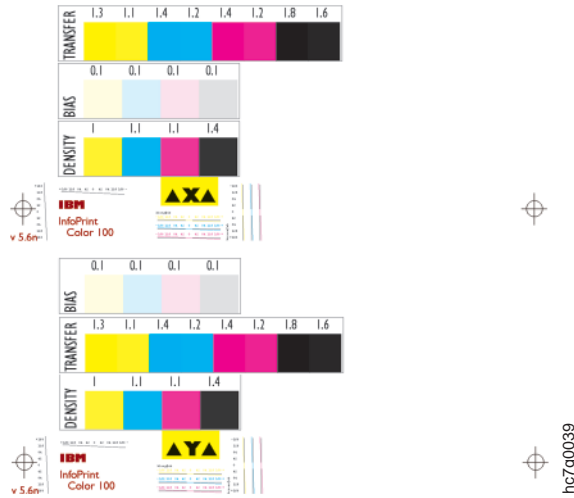 1.3 1.1 1.4 1.2 1.4 1.2 1.8 1.6
TRANSFER
0.1 0.1 0.1 0.1
BIAS
1 1.1 1.1 1.4
DENSITY
▲X▲
IBM
InfoPrint
Color 100
v 5.6n
0.1 0.1 0.1 0.1
BIAS
1.3 1.1 1.4 1.2 1.4 1.2 1.8 1.6
TRANSFER
1 1.1 1.1 1.4
DENSITY
▲Y▲
IBM
InfoPrint
Color 100
v 5.6n
hc7q0039